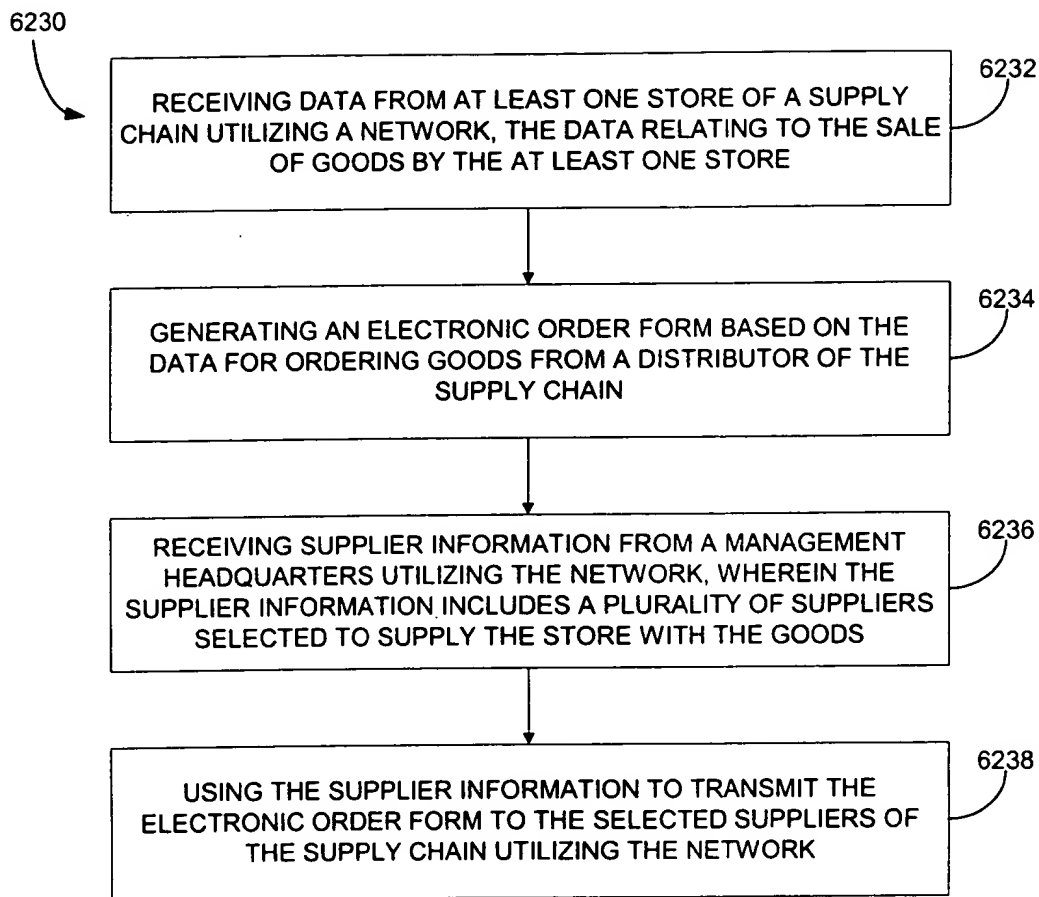 6230
6232
RECEIVING DATA FROM AT LEAST ONE STORE OF A SUPPLY
CHAIN UTILIZING A NETWORK, THE DATA RELATING TO THE SALE
OF GOODS BY THE AT LEAST ONE STORE
6234
GENERATING AN ELECTRONIC ORDER FORM BASED ON THE
DATA FOR ORDERING GOODS FROM A DISTRIBUTOR OF THE
SUPPLY CHAIN
6236
RECEIVING SUPPLIER INFORMATION FROM A MANAGEMENT
HEADQUARTERS UTILIZING THE NETWORK, WHEREIN THE
SUPPLIER INFORMATION INCLUDES A PLURALITY OF SUPPLIERS
SELECTED TO SUPPLY THE STORE WITH THE GOODS
6238
USING THE SUPPLIER INFORMATION TO TRANSMIT THE
ELECTRONIC ORDER FORM TO THE SELECTED SUPPLIERS OF
THE SUPPLY CHAIN UTILIZING THE NETWORK